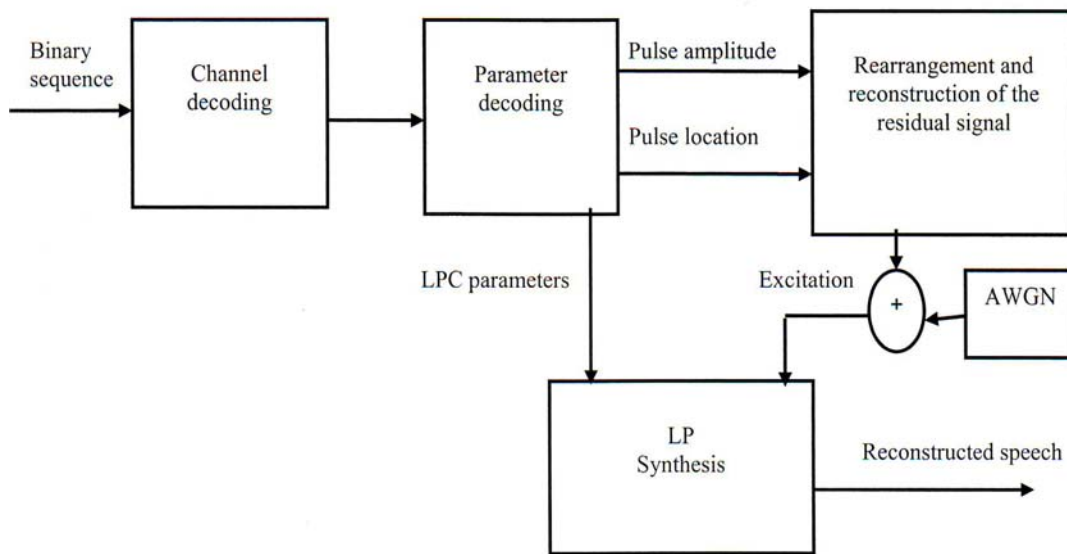 Binary
sequence
Channel
decoding
Parameter
decoding
Pulse amplitude
Pulse location
Rearrangement and
reconstruction of the
residual signal
LPC parameters
Excitation
+
AWGN
LP
Synthesis
Reconstructed speech